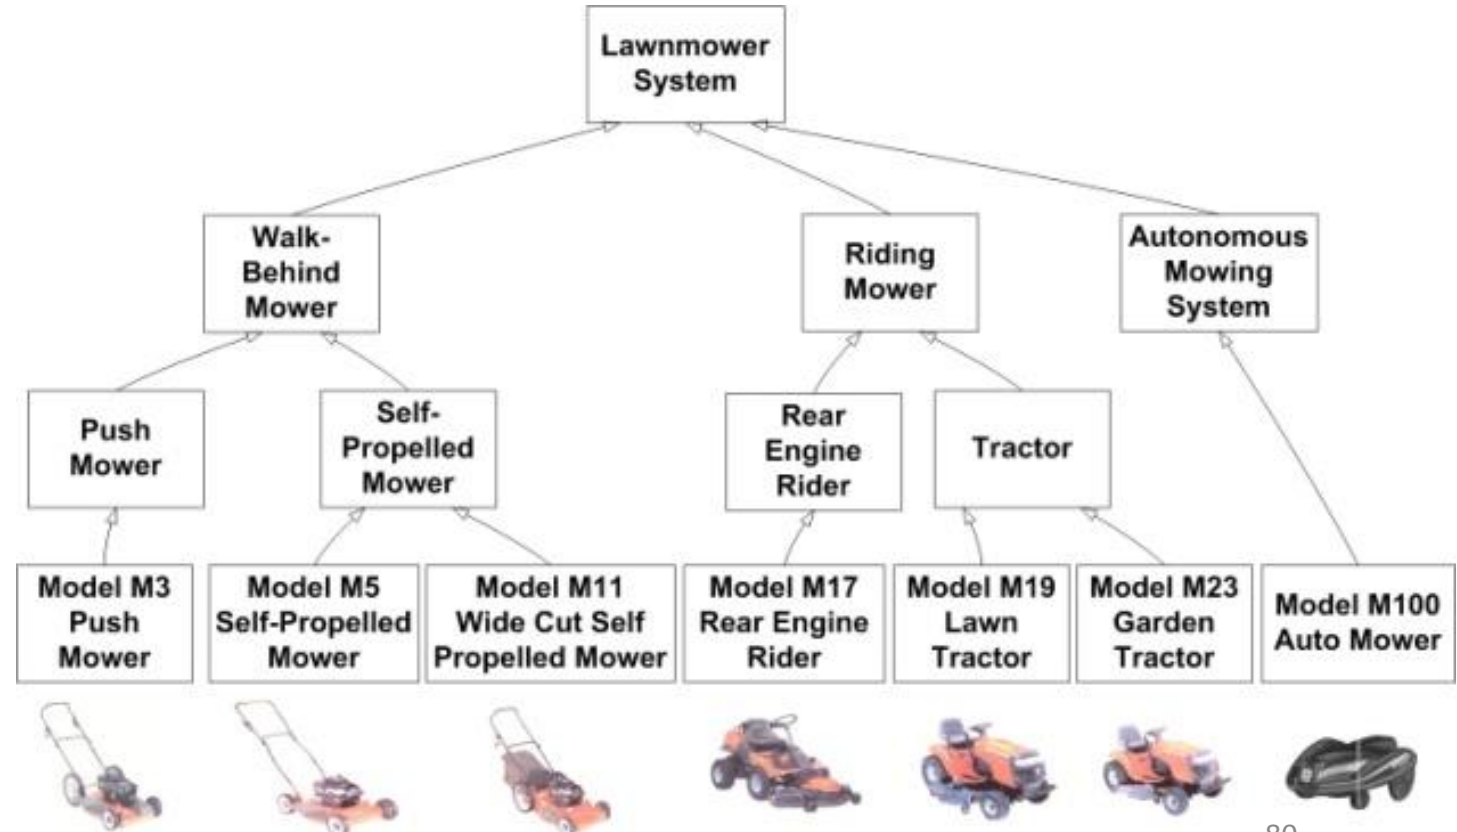 Lawnmower
System
Walk-
Behind
Mower
Riding
Mower
Autonomous
Mowing
System
Push
Mower
Self-
Propelled
Mower
Rear
Engine
Rider
Tractor
Model M3
Push
Mower
Model M5
Self-Propelled
Mower
Model M11
Wide Cut Self
Propelled Mower
Model M17
Rear Engine
Rider
Model M19
Lawn
Tractor
Model M23
Garden
Tractor
Model M100
Auto Mower